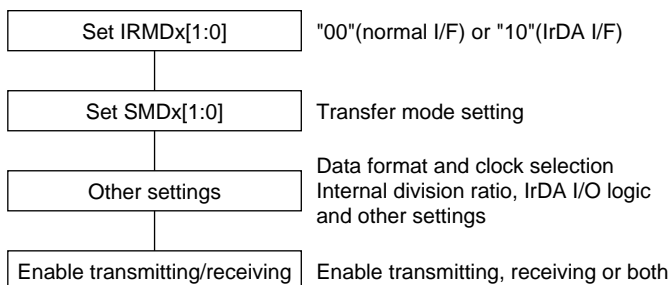 Set IRMDx[1:0]
"00"(normal I/F) or "10"(IrDA I/F)
Set SMDx[1:0]
Transfer mode setting
Other settings
Data format and clock selection
Internal division ratio, IrDA I/O logic
and other settings
Enable transmitting/receiving
Enable transmitting, receiving or both